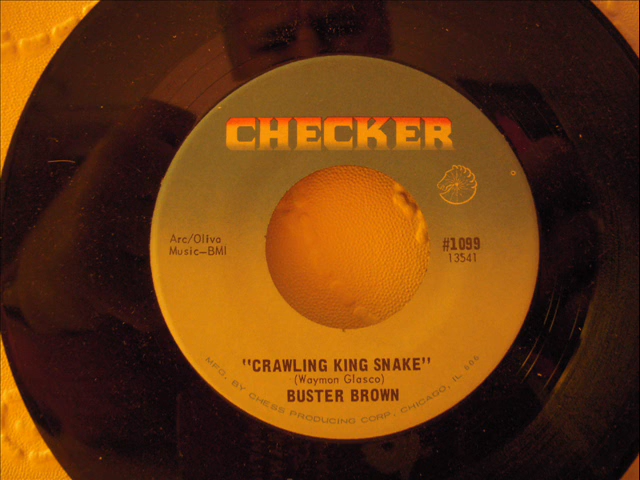 CHECKER
Arc/Olivo
Music—BMI
#1099
13541
"CRAWLING KING SNAKE"
(Waymon Glasco)
BUSTER BROWN
MFD. BY CHESS PRODUCING CORP., CHICAGO, IL